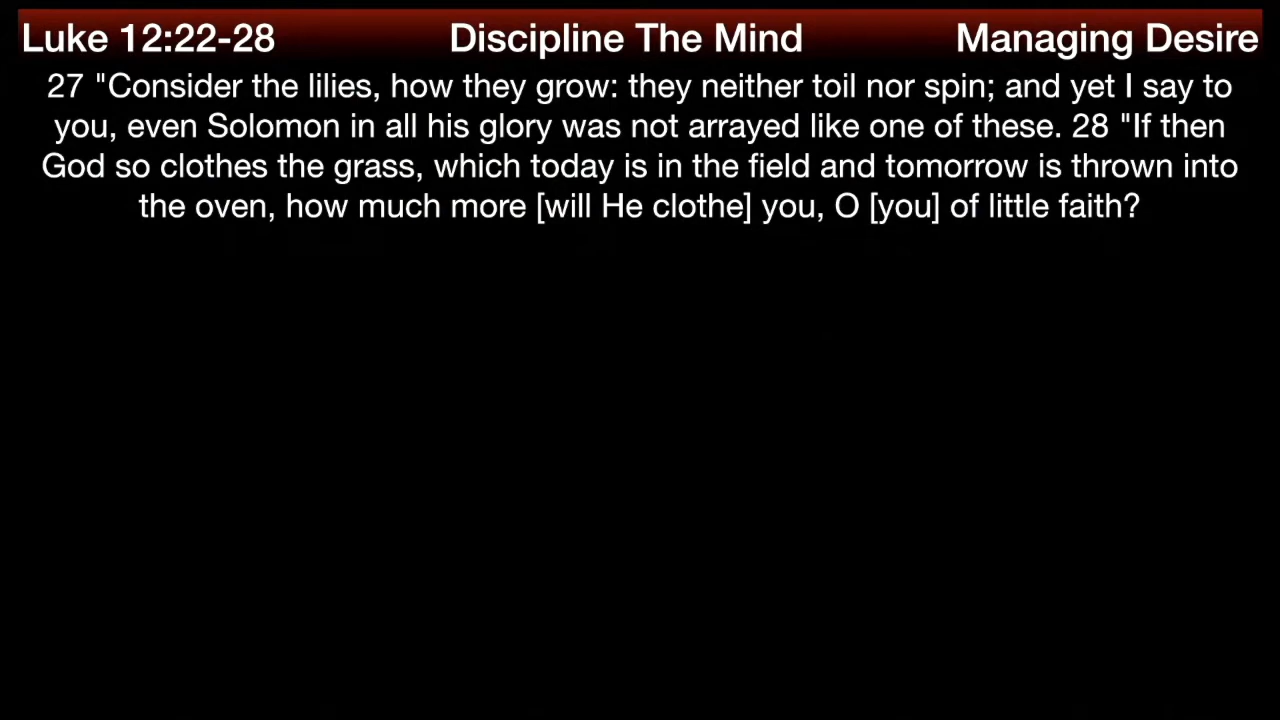 Luke 12:22-28 Discipline The Mind Managing Desire
27 "Consider the lilies, how they grow: they neither toil nor spin; and yet I say to
you, even Solomon in all his glory was not arrayed like one of these. 28 "If then
God so clothes the grass, which today is in the field and tomorrow is thrown into
the oven, how much more [will He clothe] you, O [you] of little faith?